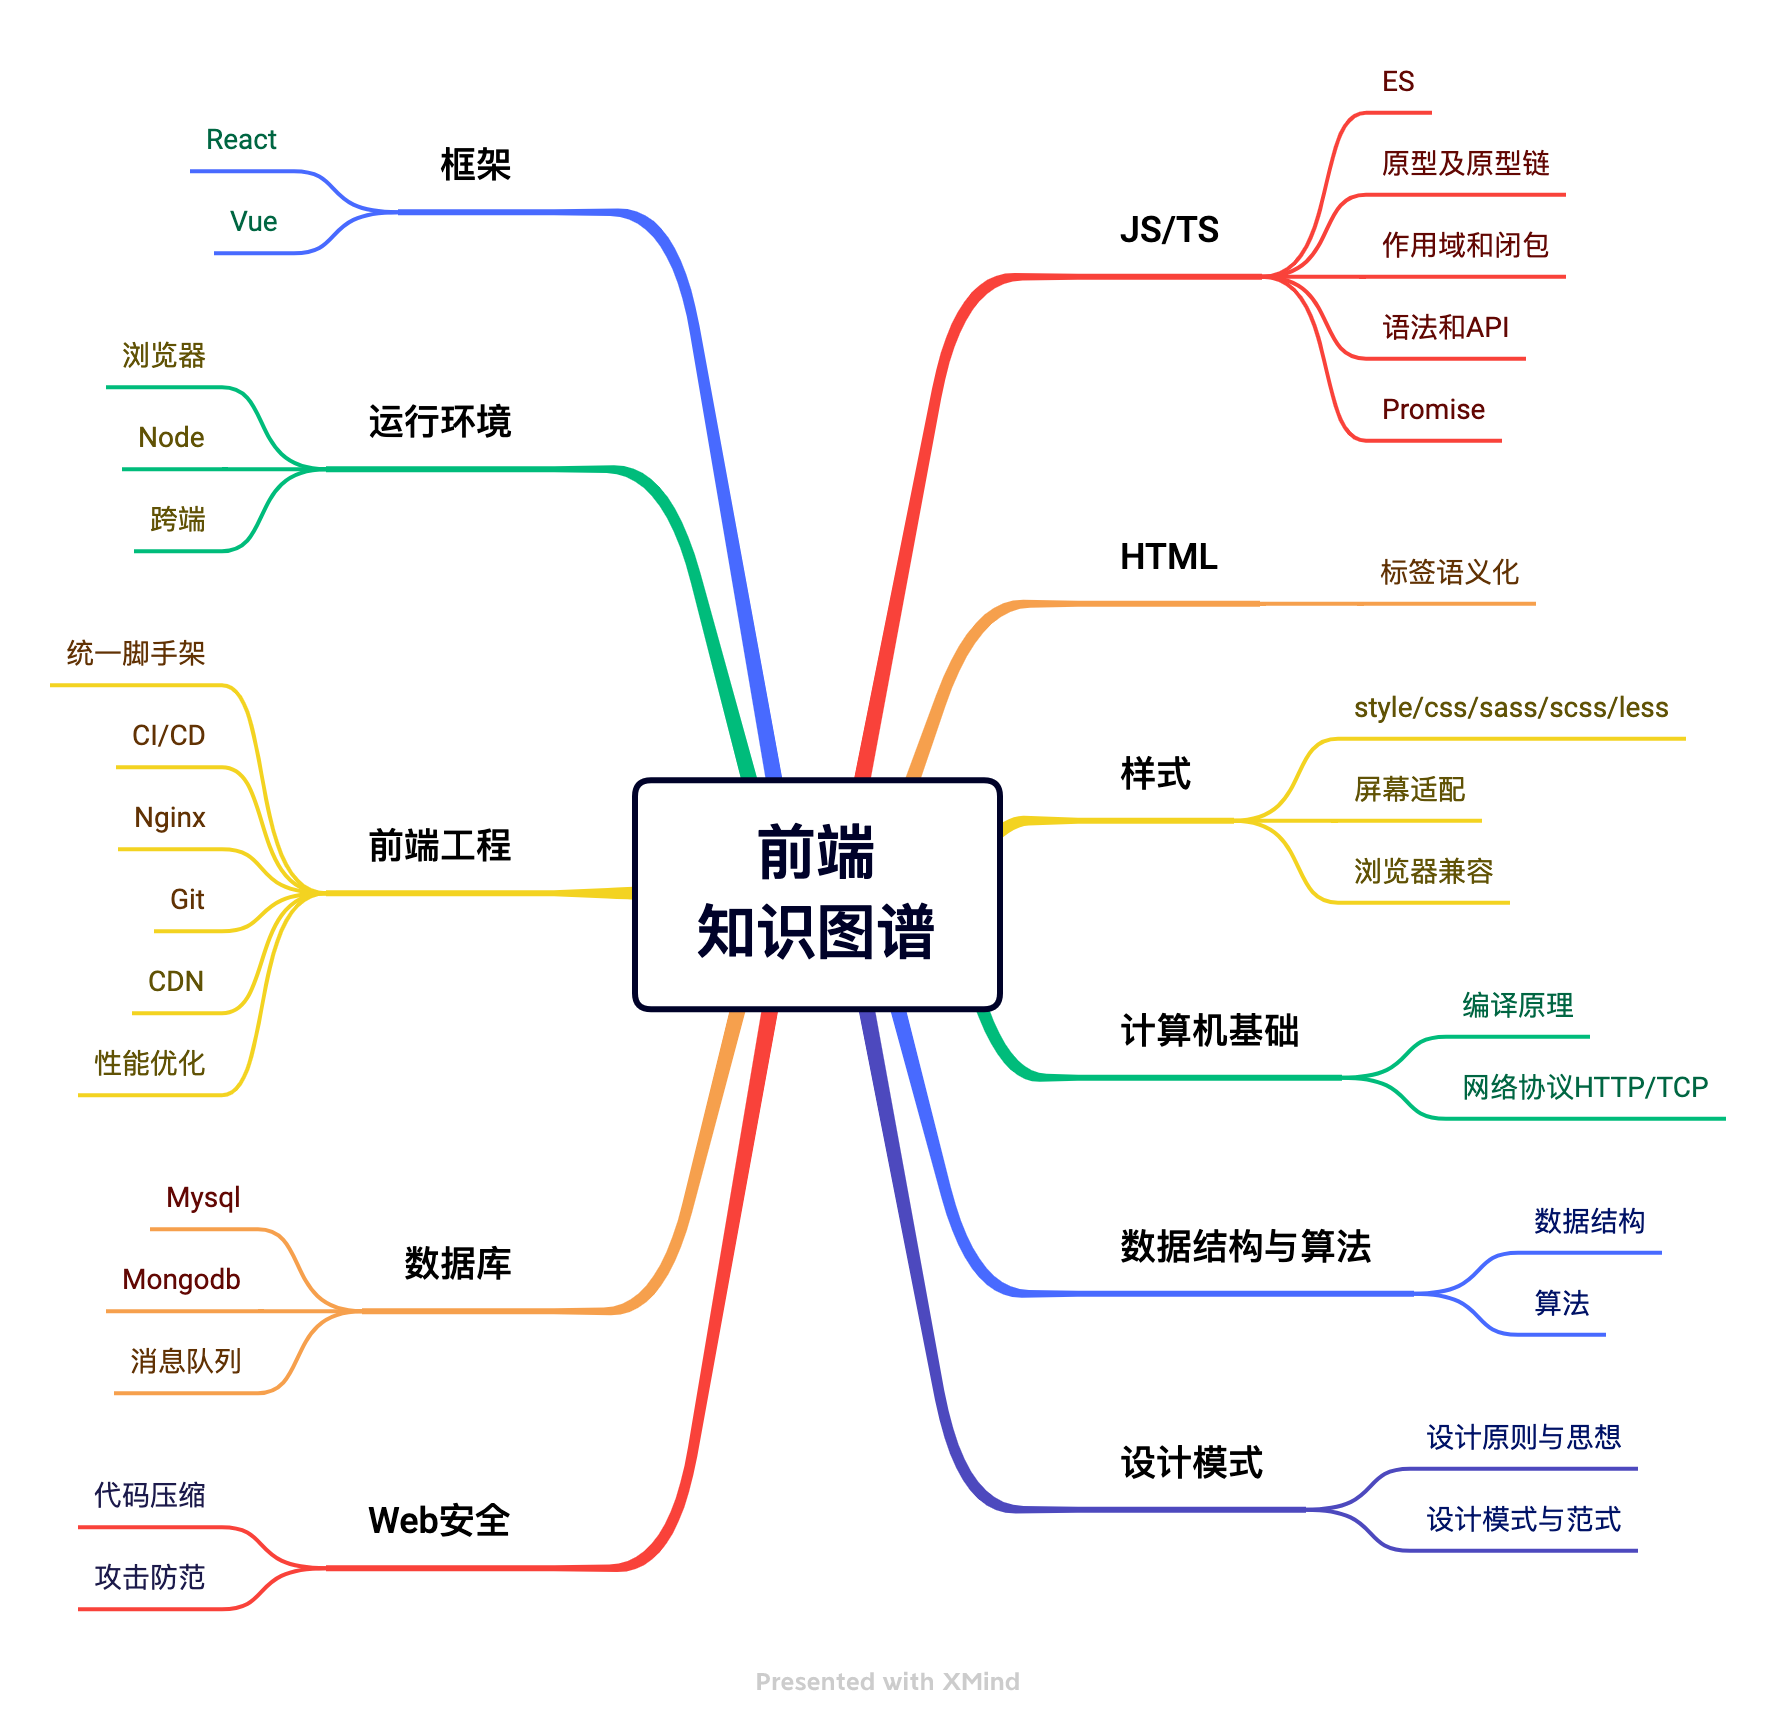 前端
知识图谱
JS/TS
ES
原型及原型链
作用域和闭包
语法和API
Promise
HTML
标签语义化
样式
style/css/sass/scss/less
屏幕适配
浏览器兼容
计算机基础
编译原理
网络协议HTTP/TCP
数据结构与算法
数据结构
算法
设计模式
设计原则与思想
设计模式与范式
框架
React
Vue
运行环境
浏览器
Node
跨端
前端工程
统一脚手架
CI/CD
Nginx
Git
CDN
性能优化
数据库
Mysql
Mongodb
消息队列
Web安全
代码压缩
攻击防范
Presented with XMind